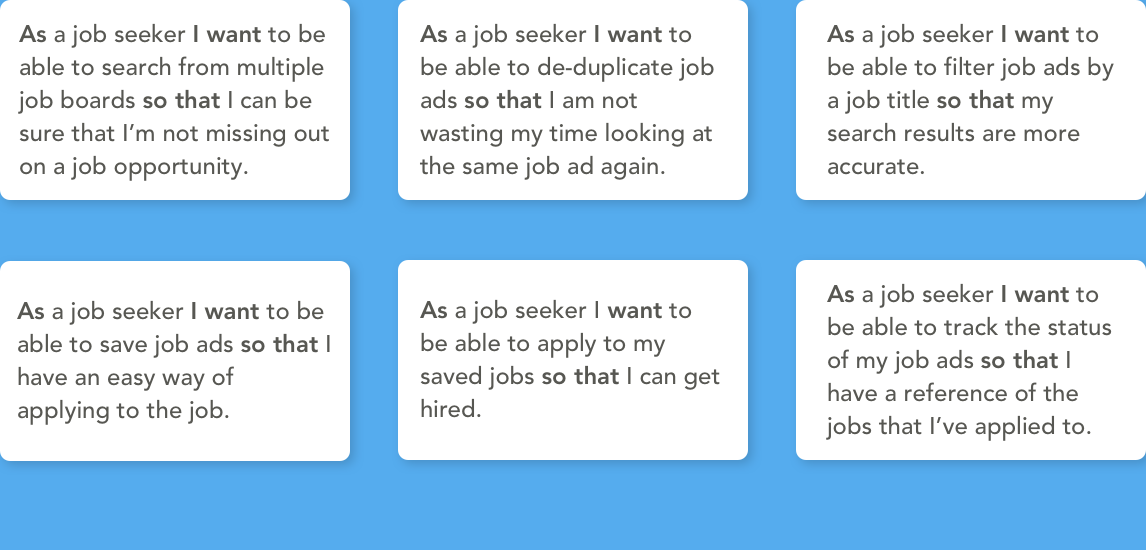 As a job seeker I want to be
able to search from multiple
job boards so that I can be
sure that I’m not missing out
on a job opportunity.
As a job seeker I want to
be able to de-duplicate job
ads so that I am not
wasting my time looking at
the same job ad again.
As a job seeker I want to
be able to filter job ads by
a job title so that my
search results are more
accurate.
As a job seeker I want to be
able to save job ads so that I
have an easy way of
applying to the job.
As a job seeker I want to
be able to apply to my
saved jobs so that I can get
hired.
As a job seeker I want to
be able to track the status
of my job ads so that I
have a reference of the
jobs that I’ve applied to.